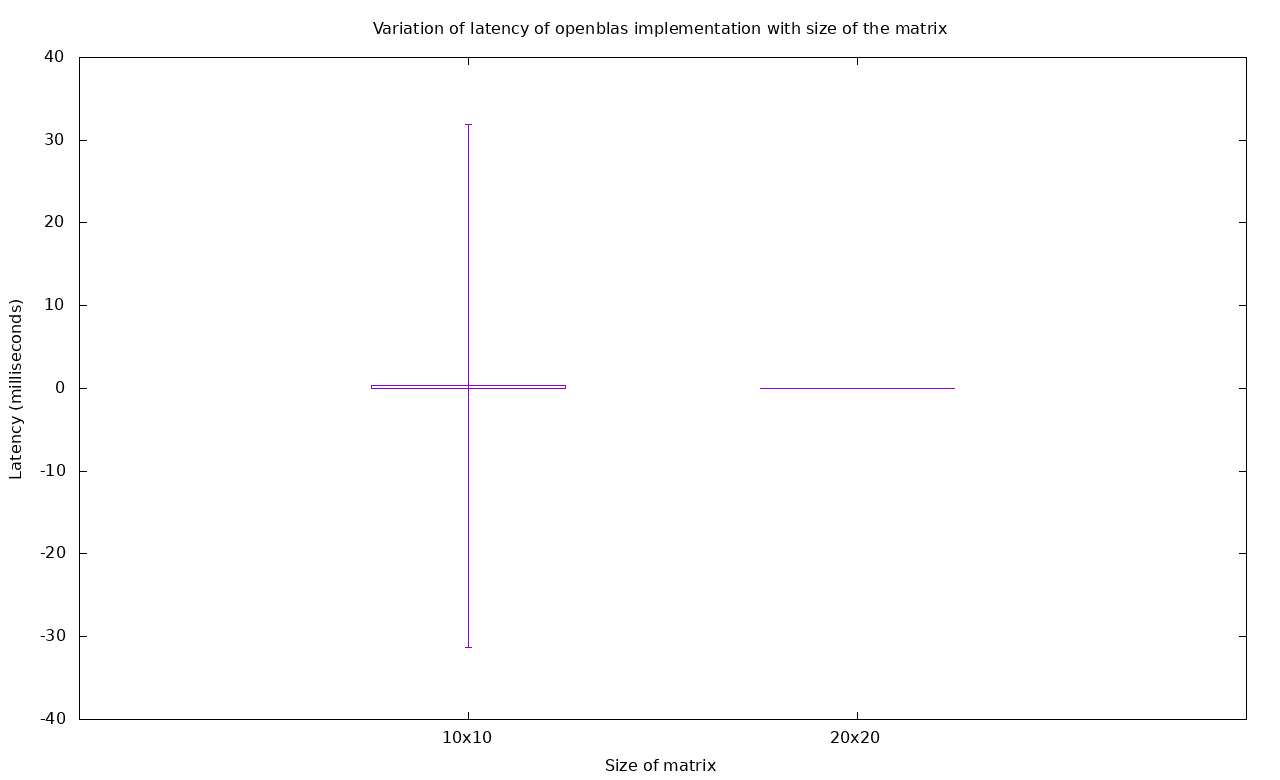 Variation of latency of openblas implementation with size of the matrix
40
30
20
10
0
-10
-20
-30
-40
Latency (milliseconds)
10x10 20x20
Size of matrix